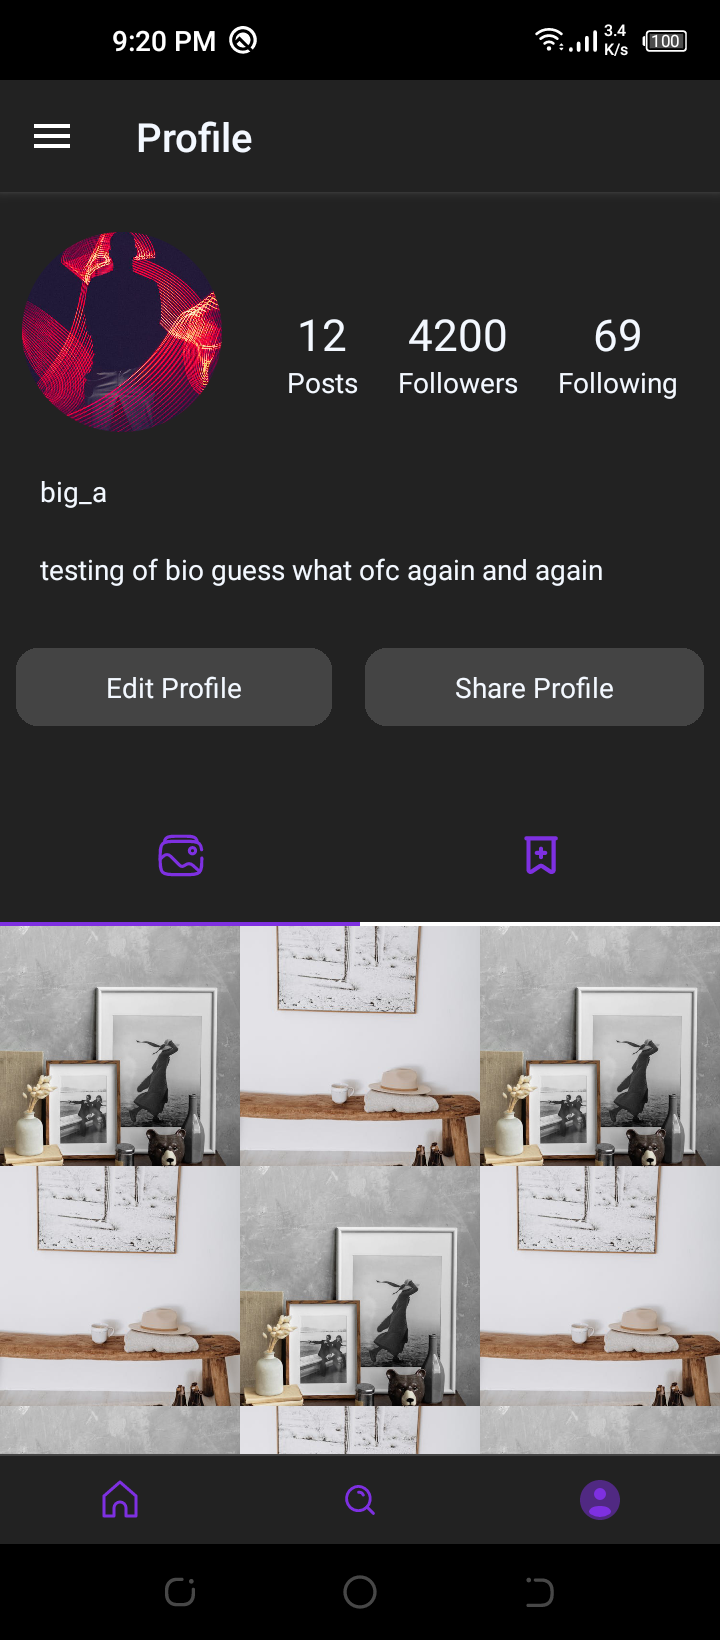 9:20 PM 3.4 K/s 100
Profile
12 4200 69
Posts Followers Following
big_a
testing of bio guess what ofc again and again
Edit Profile Share Profile